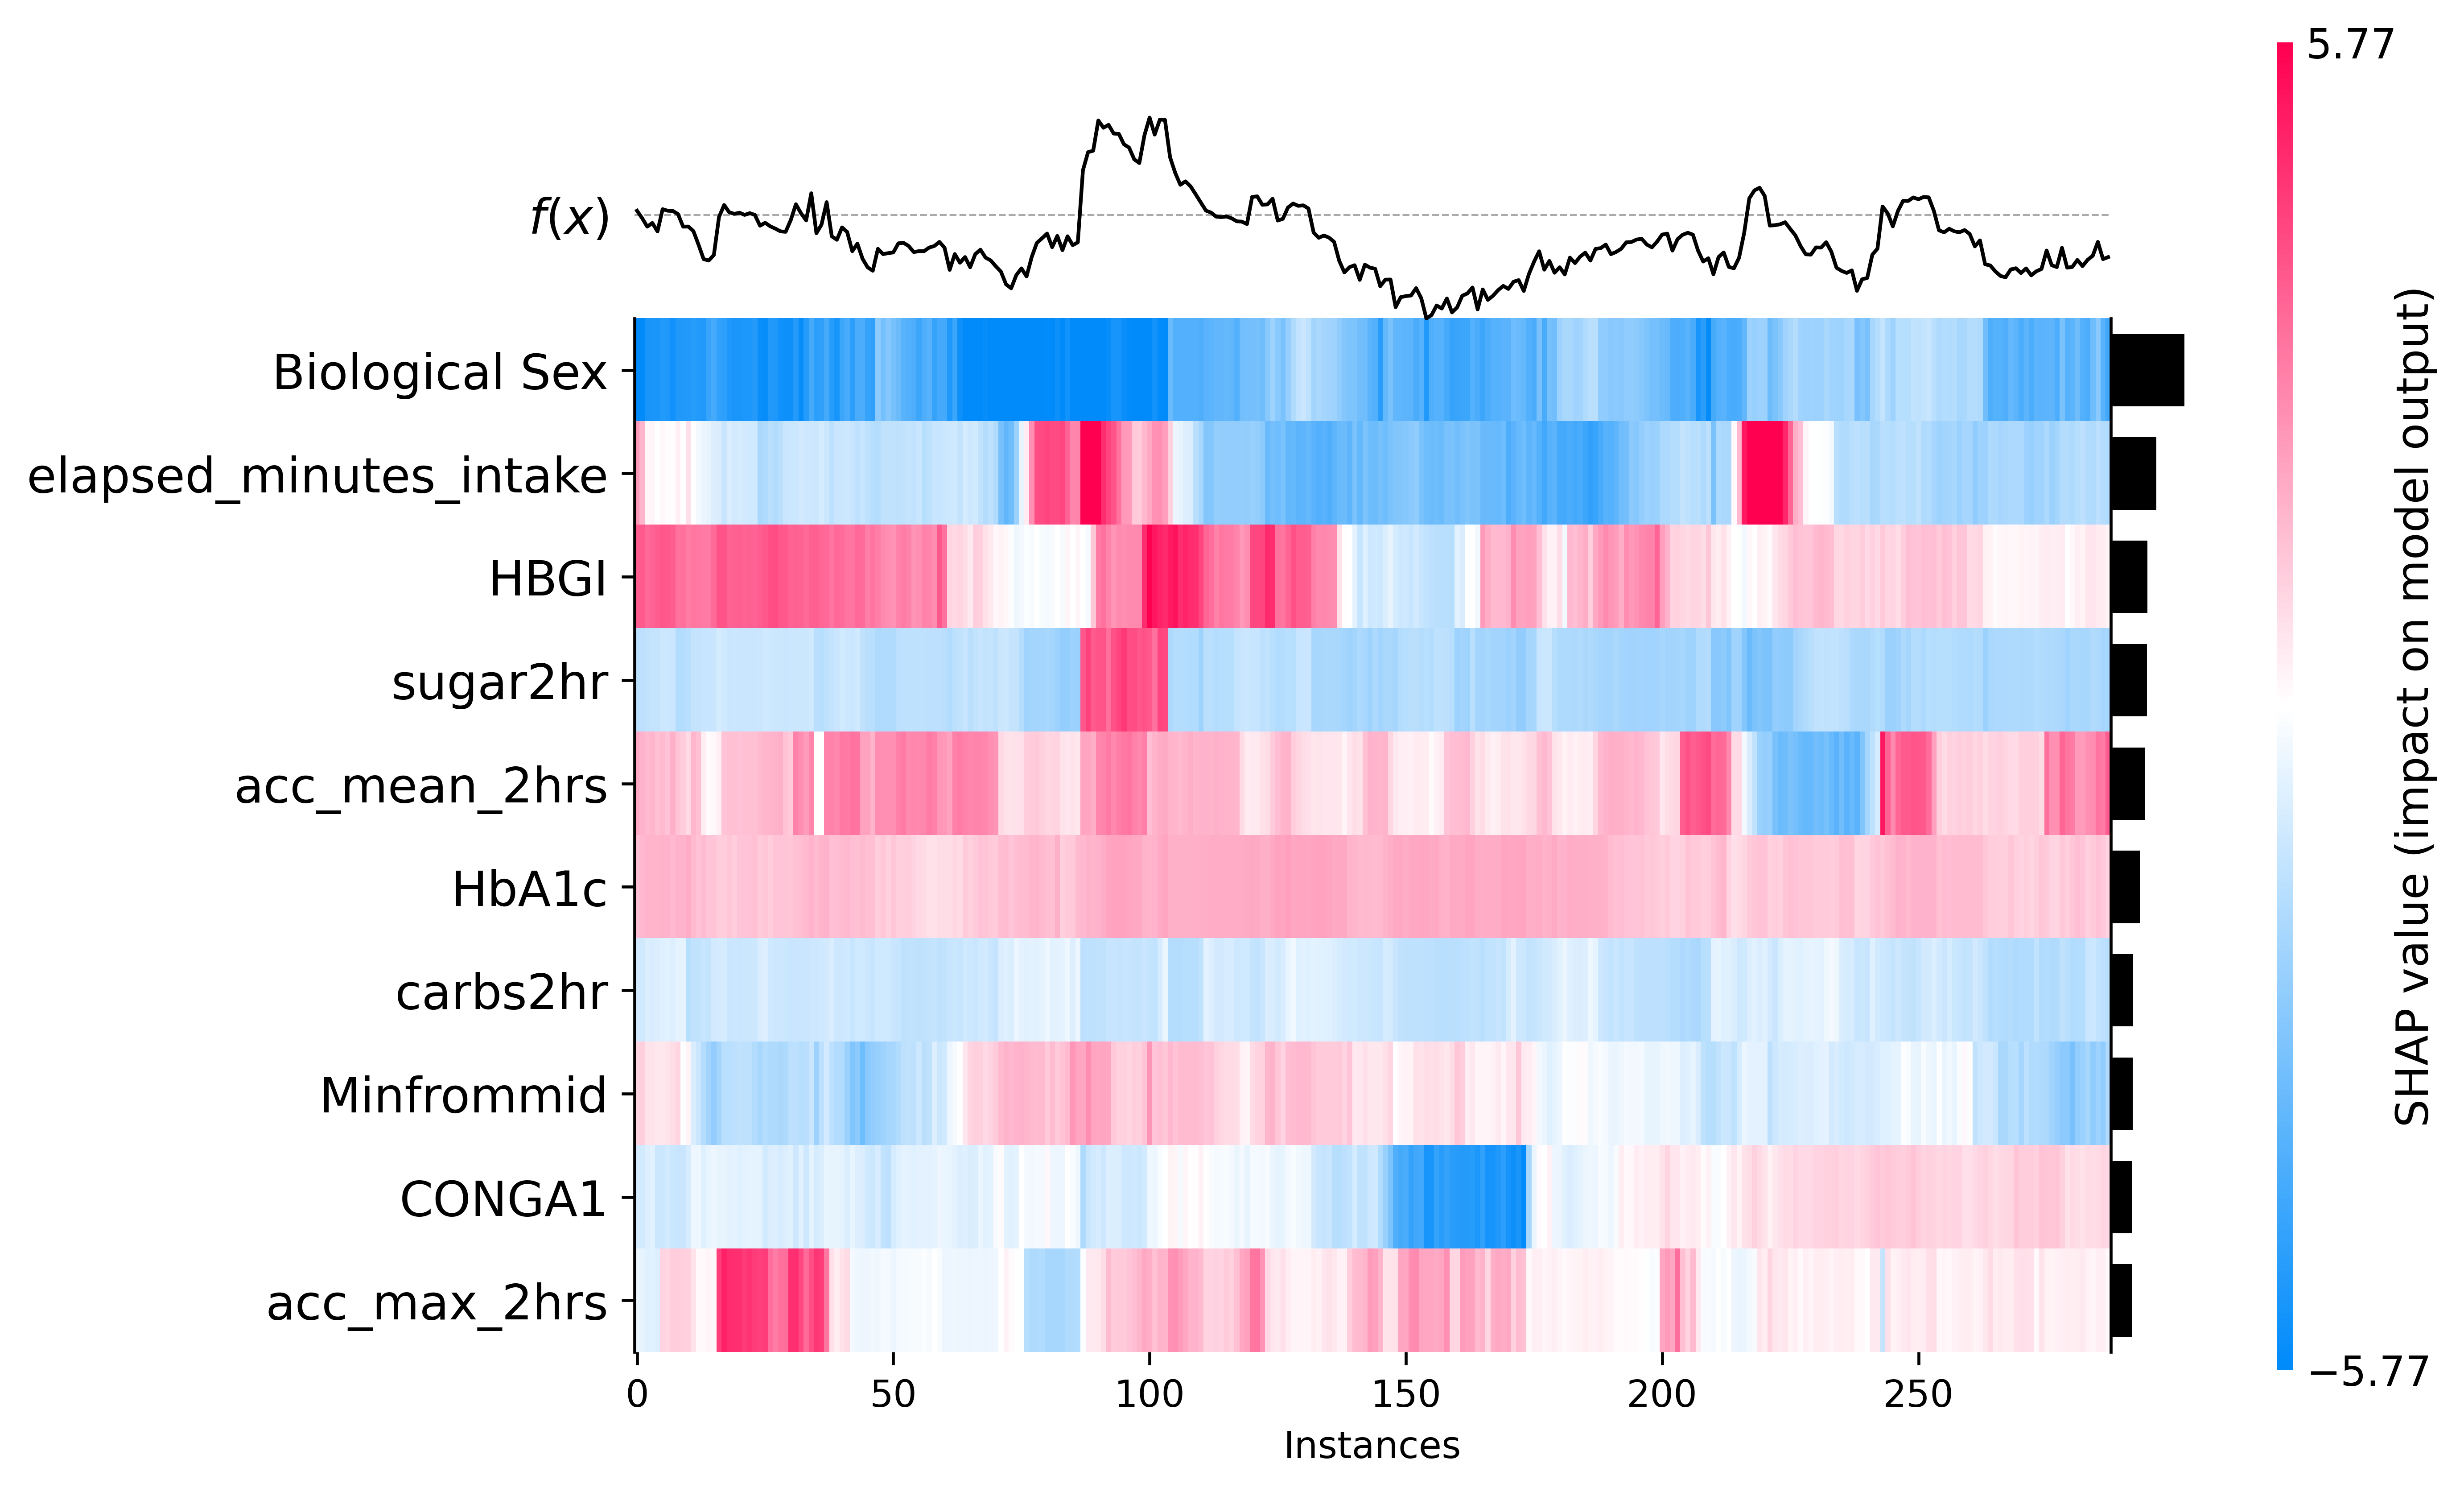 5.77
f(x)
Biological Sex
elapsed_minutes_intake
HBGI
sugar2hr
acc_mean_2hrs
HbA1c
carbs2hr
Minfrommid
CONGA1
acc_max_2hrs
0 50 100 150 200 250
Instances
−5.77
SHAP value (impact on model output)